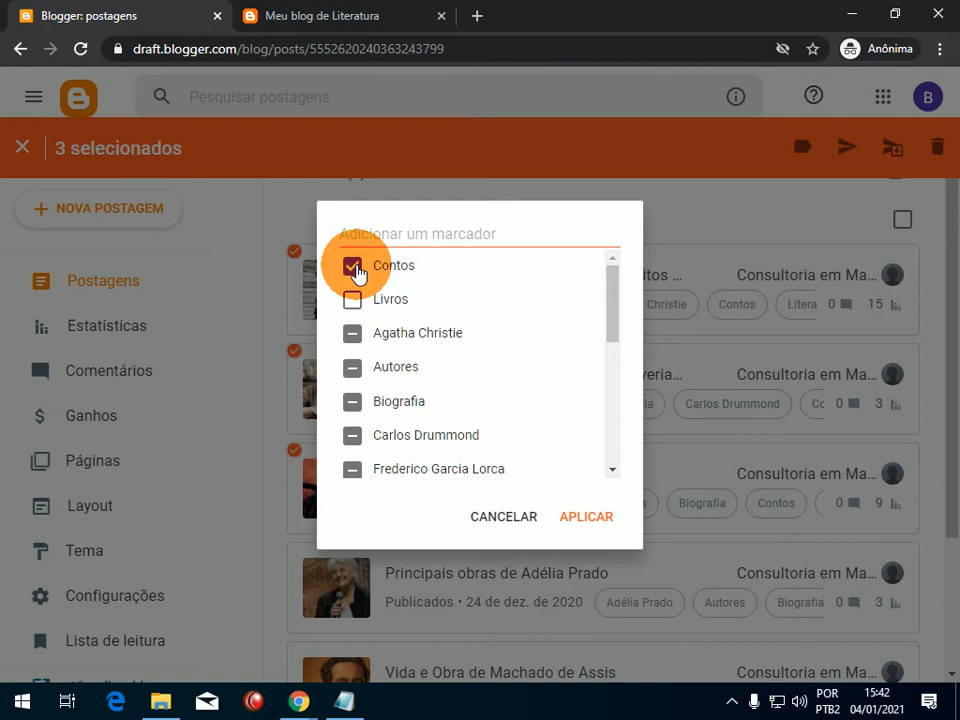 Blogger: postagens
Meu blog de Literatura
draft.blogger.com/blog/posts/5552620240363243799
Anônima
Pesquisar postagens
B
3 selecionados
NOVA POSTAGEM
Postagens
Estatísticas
Comentários
Ganhos
Páginas
Layout
Tema
Configurações
Lista de leitura
Adicionar um marcador
Contos
Livros
Agatha Christie
Autores
Biografia
Carlos Drummond
Frederico Garcia Lorca
CANCELAR
APLICAR
Christie
Contos
Litera
0
15
Consultoria em Ma...
Carlos Drummond
0
3
Consultoria em Ma...
Biografia
Contos
0
9
Principais obras de Adélia Prado
Consultoria em Ma...
Publicados • 24 de dez. de 2020
Adélia Prado
Autores
Biografia
0
3
Vida e Obra de Machado de Assis
Consultoria em Ma...
POR
PTB2
15:42
04/01/2021